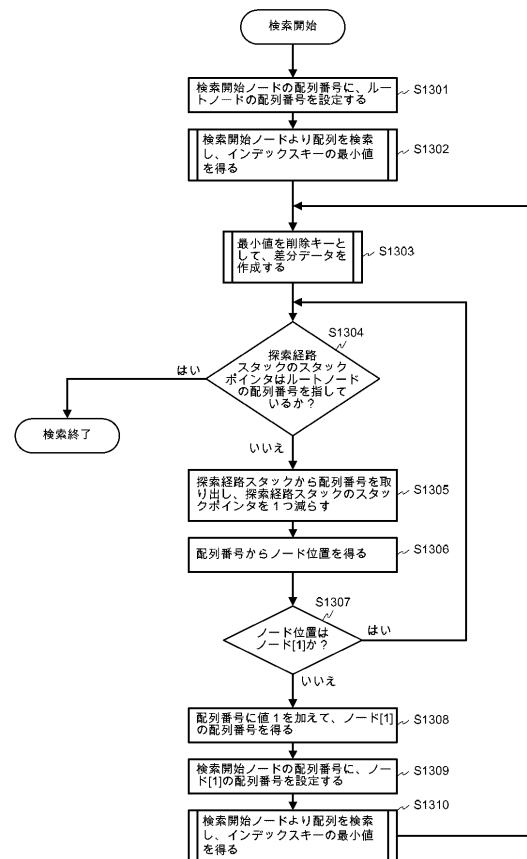 検索開始
検索開始ノードの配列番号に、ルー
トノードの配列番号を設定する
S1301
検索開始ノードより配列を検索
し、インデックスキーの最小値
を得る
S1302
最小値を削除キーと
して、差分データを
作成する
S1303
S1304
探索経路
スタックのスタック
ポインタはルートノード
の配列番号を指して
いるか?
はい
検索終了
いいえ
探索経路スタックから配列番号を取
り出し、探索経路スタックのスタッ
クポインタを1つ減らす
S1305
配列番号からノード位置を得る
S1306
S1307
ノード位置は
ノード[1]か?
はい
いいえ
配列番号に値1を加えて、ノード[1]
の配列番号を得る
S1308
検索開始ノードの配列番号に、ノー
ド[1]の配列番号を設定する
S1309
S1310
検索開始ノードより配列を検索
し、インデックスキーの最小値
を得る